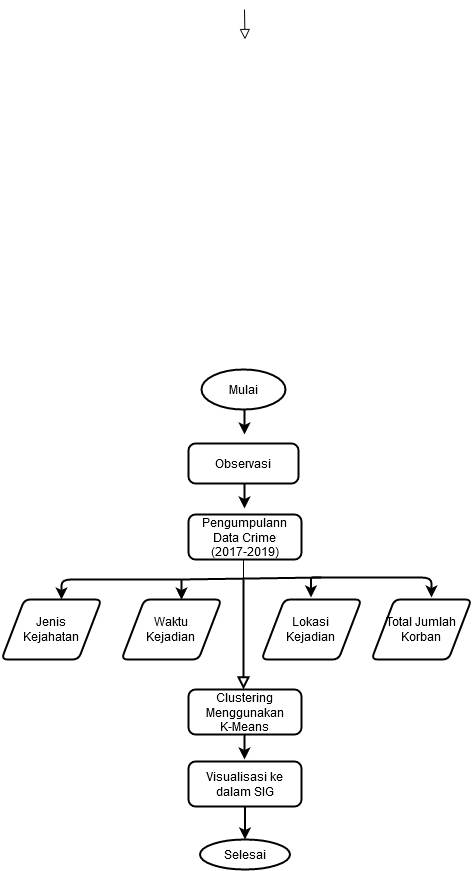 Mulai
Observasi
Pengumpulann
Data Crime
(2017-2019)
Jenis
Kejahatan
Waktu
Kejadian
Lokasi
Kejadian
Total Jumlah
Korban
Clustering
Menggunakan
K-Means
Visualisasi ke
dalam SIG
Selesai